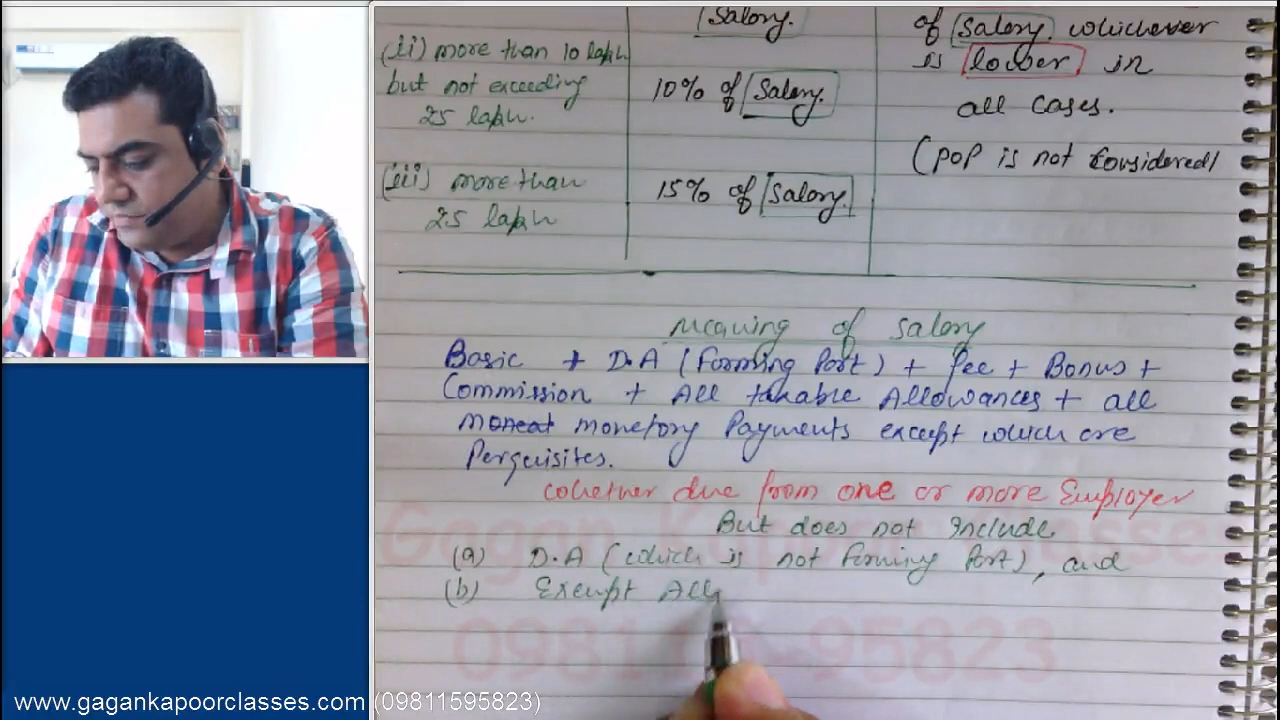 Salary.
of Salary. whichever
is lower in
all Cases.
(POP is not Considered)
(ii) more than 10 lakh
but not exceeding
25 lakh.
10% of Salary.
(iii) more than
25 lakh
15% of Salary.
Meaning of Salary
Basic + D.A (Forming Part) + Fee + Bonus +
Commission + All taxable Allowances + all
monetary Payments except which are
Perquisites.
whether due from one or more Employer
But does not Include
(a) D.A (which is not forming Part), and
(b) Exempt All
Gagan Kapoor Classes
09811595823
www.gagankapoorclasses.com (09811595823)